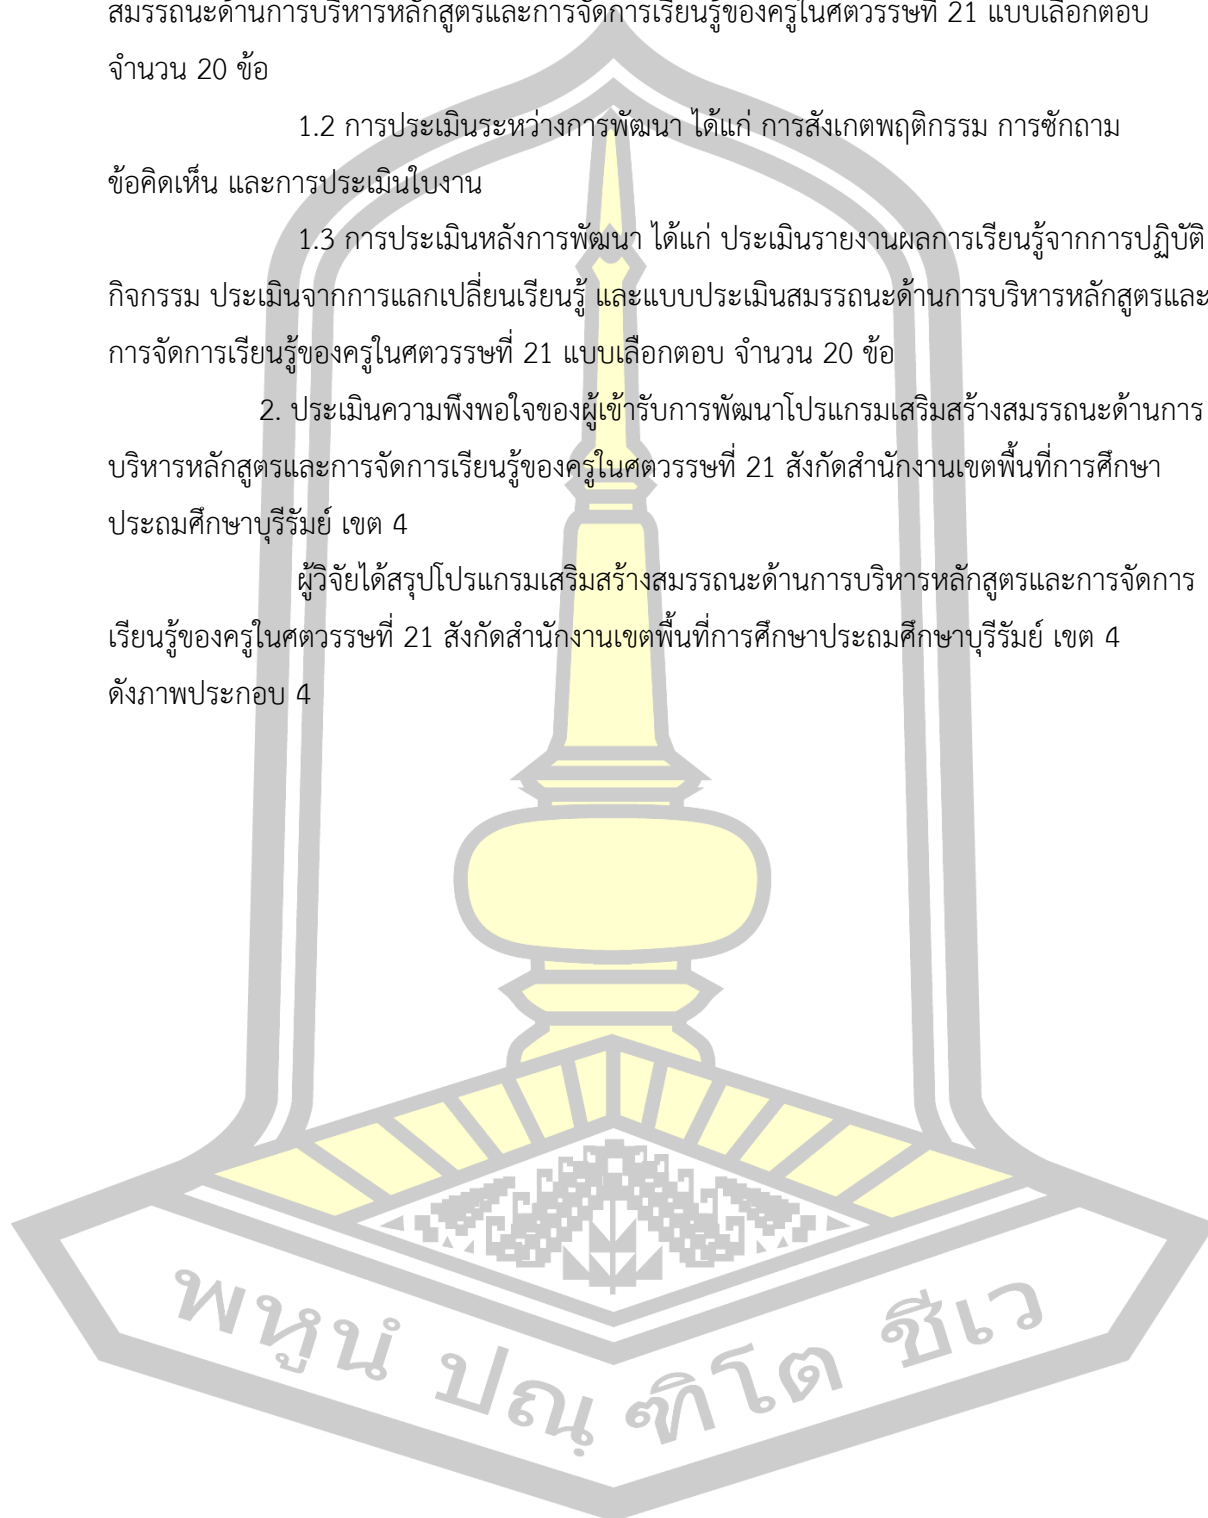 สมรรถนะด้านการบริหารหลักสูตรและการจัดการเรียนรู้ของครูในศตวรรษที่ 21 แบบเลือกตอบ
จำนวน 20 ข้อ
1.2 การประเมินระหว่างการพัฒนา ได้แก่ การสังเกตพฤติกรรม การซักถาม
ข้อคิดเห็น และการประเมินใบงาน
1.3 การประเมินหลังการพัฒนา ได้แก่ ประเมินรายงานผลการเรียนรู้จากการปฏิบัติ
กิจกรรม ประเมินจากการแลกเปลี่ยนเรียนรู้ และแบบประเมินสมรรถนะด้านการบริหารหลักสูตรและ
การจัดการเรียนรู้ของครูในศตวรรษที่ 21 แบบเลือกตอบ จำนวน 20 ข้อ
2. ประเมินความพึงพอใจของผู้เข้ารับการพัฒนาโปรแกรมเสริมสร้างสมรรถนะด้านการ
บริหารหลักสูตรและการจัดการเรียนรู้ของครูในศตวรรษที่ 21 สังกัดสำนักงานเขตพื้นที่การศึกษา
ประถมศึกษาบุรีรัมย์ เขต 4
ผู้วิจัยได้สรุปโปรแกรมเสริมสร้างสมรรถนะด้านการบริหารหลักสูตรและการจัดการ
เรียนรู้ของครูในศตวรรษที่ 21 สังกัดสำนักงานเขตพื้นที่การศึกษาประถมศึกษาบุรีรัมย์ เขต 4
ดังภาพประกอบ 4
พหูนํ ปณฺฑิโต ชีเว